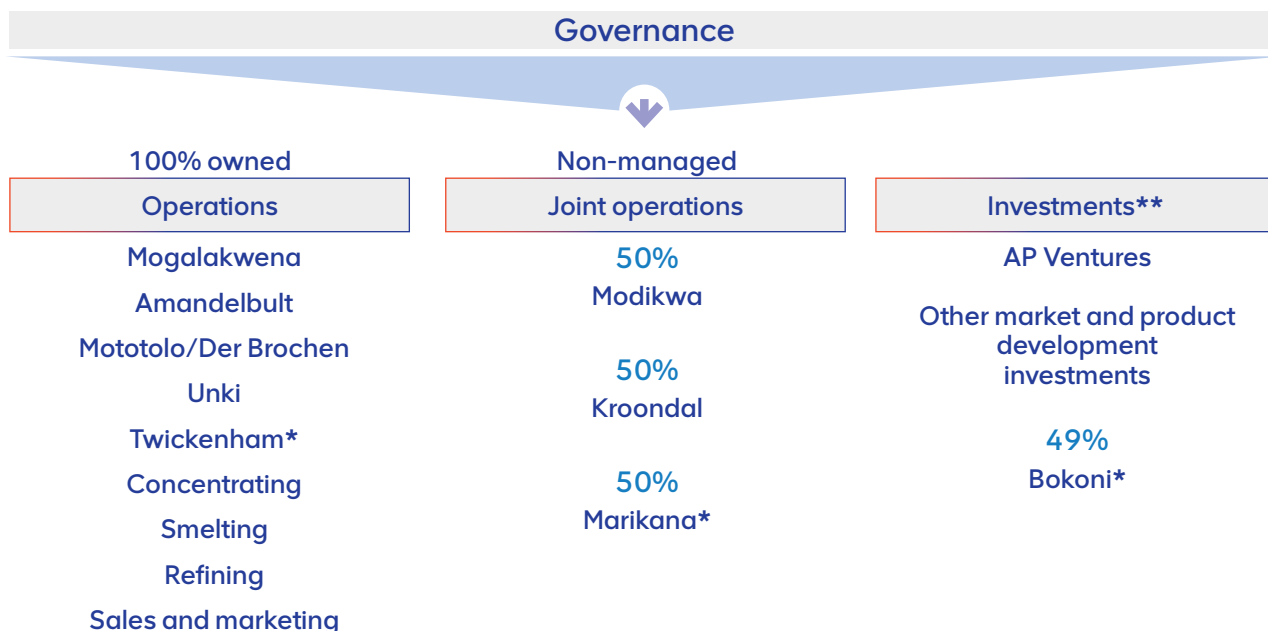 Governance
100% owned
Operations
Mogalakwena
Amandelbult
Mototolo/Der Brochen
Unki
Twickenham*
Concentrating
Smelting
Refining
Sales and marketing
Non-managed
Joint operations
50%
Modikwa
50%
Kroondal
50%
Marikana*
Investments**
AP Ventures
Other market and product
development
investments
49%
Bokoni*